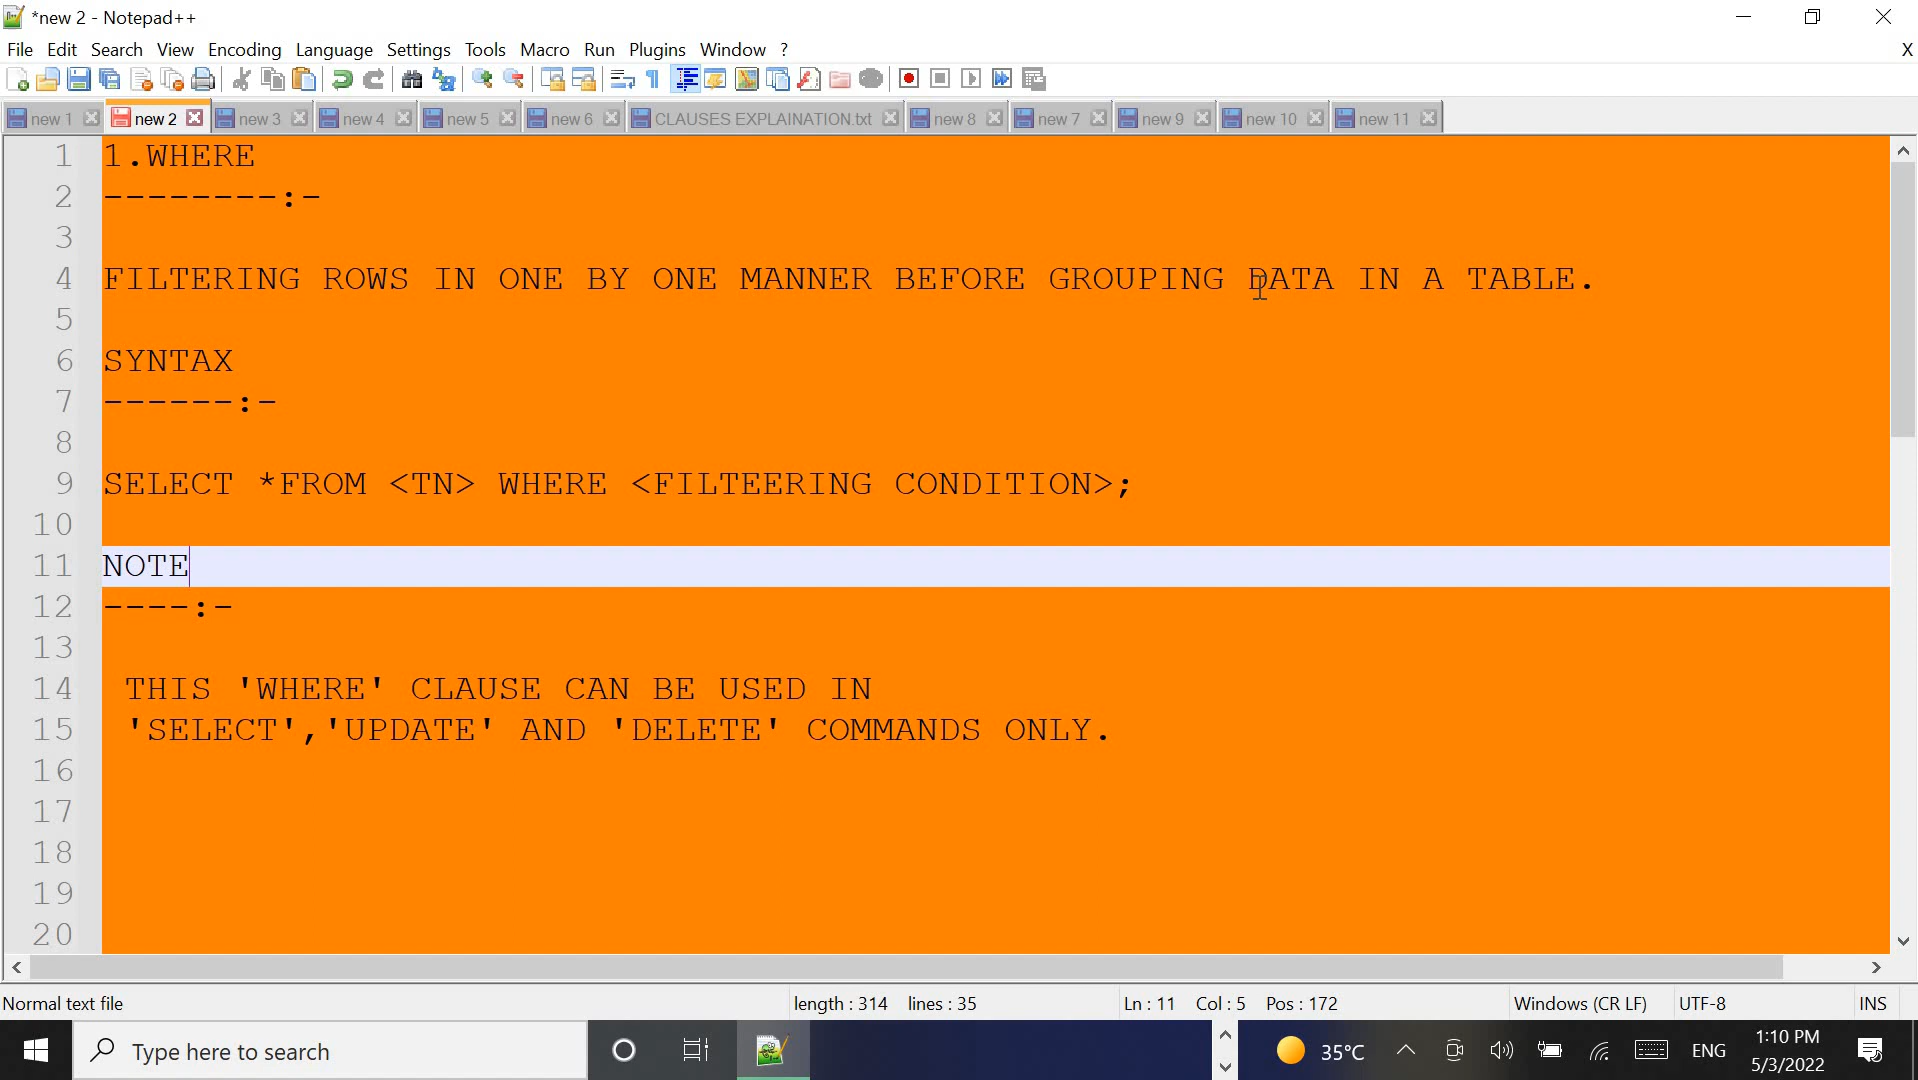 *new 2 - Notepad++
File Edit Search View Encoding Language Settings Tools Macro Run Plugins Window ? X
new 1 new 2 new 3 new 4 new 5 new 6 CLAUSES EXPLAINATION.txt new 8 new 7 new 9 new 10 new 11
1 1.WHERE
2 --------:-
3
4 FILTERING ROWS IN ONE BY ONE MANNER BEFORE GROUPING DATA IN A TABLE.
5
6 SYNTAX
7 ------:-
8
9 SELECT *FROM <TN> WHERE <FILTEERING CONDITION>;
10
11 NOTE
12 ----:-
13
14 THIS 'WHERE' CLAUSE CAN BE USED IN
15 'SELECT','UPDATE' AND 'DELETE' COMMANDS ONLY.
16
17
18
19
20
Normal text file length : 314 lines : 35 Ln : 11 Col : 5 Pos : 172 Windows (CR LF) UTF-8 INS
Type here to search 35°C ENG 1:10 PM
5/3/2022